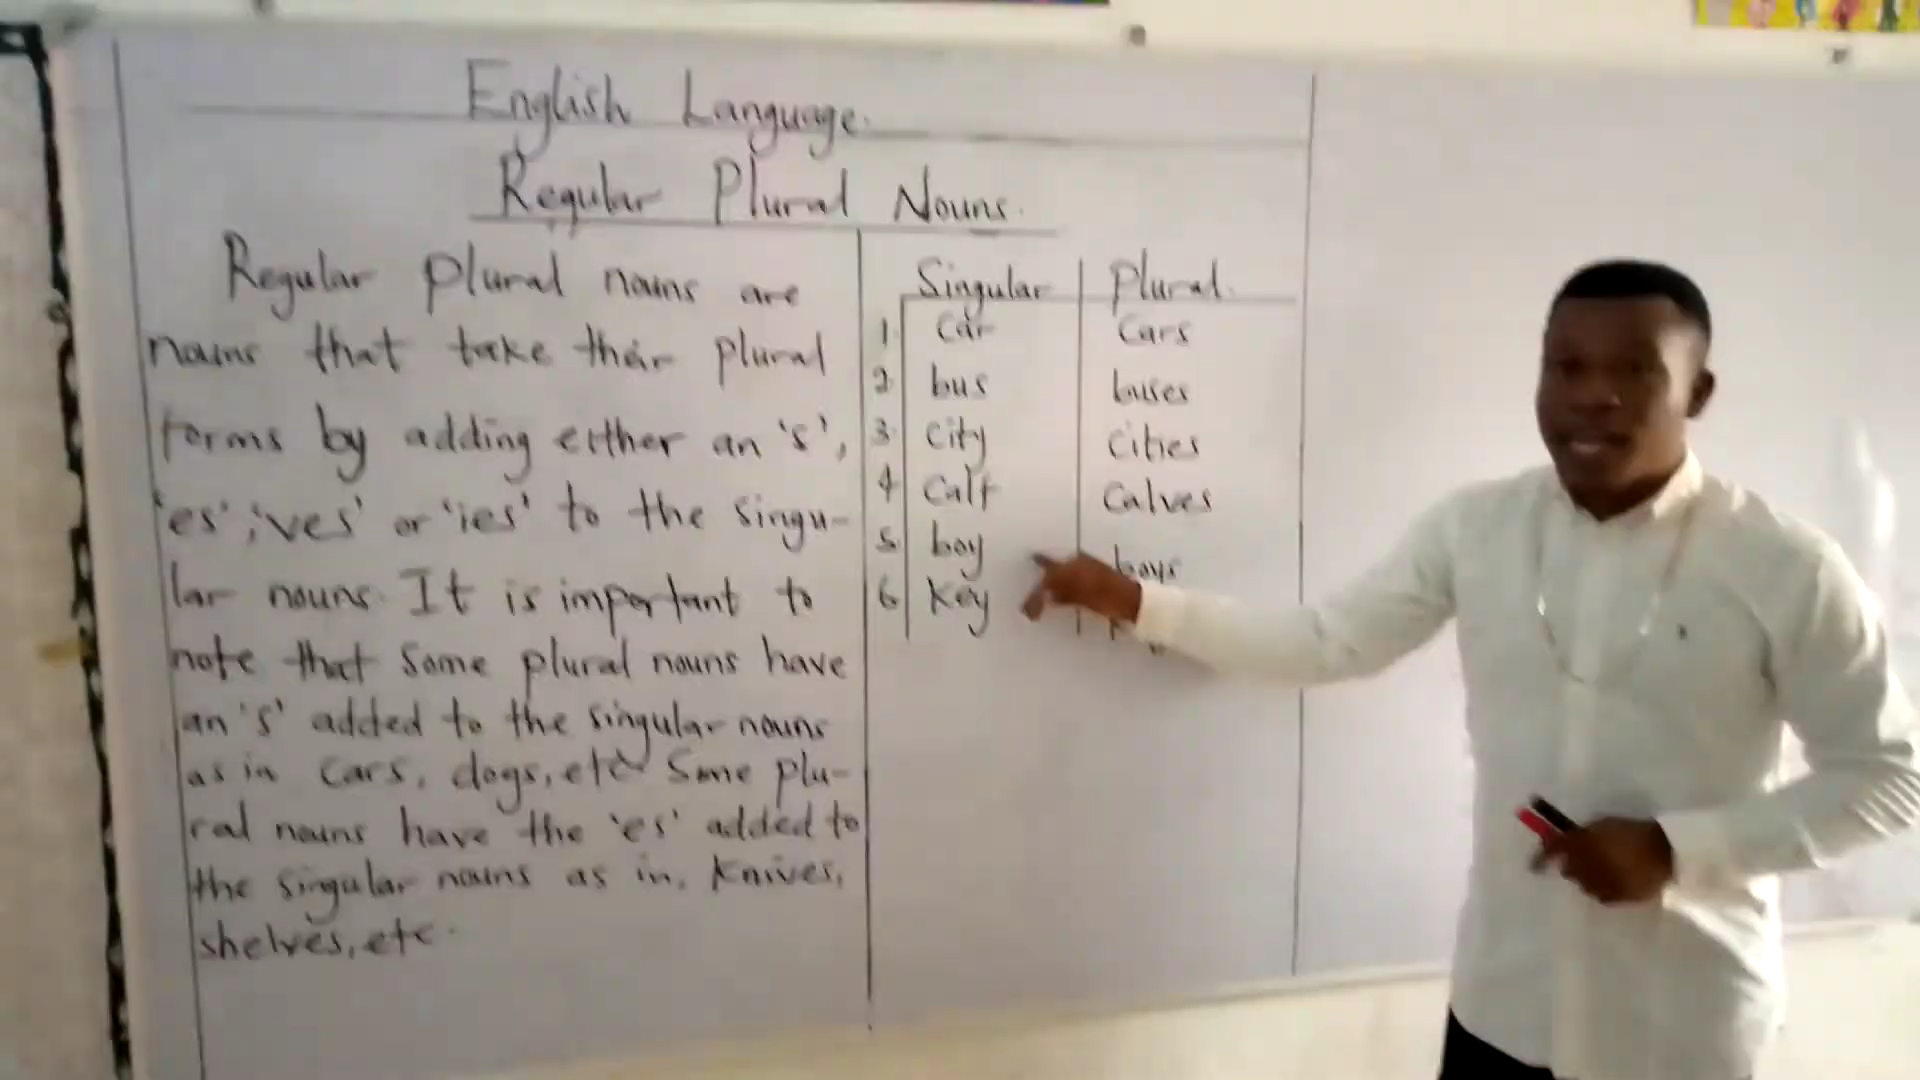 English Language.
Regular Plural Nouns.
Regular Plural nouns are
nouns that take their plural
forms by adding either an 's',
'es', 'ves' or 'ies' to the singu-
lar nouns. It is important to
note that Some plural nouns have
an 's' added to the singular nouns
as in cars, dogs, etc. Some plu-
ral nouns have the 'es' added to
the singular nouns as in, Knives,
shelves, etc.
Singular Plural.
1. Car Cars
2. bus buses
3. City Cities
4 Calf Calves
5. boy boys
6 Key